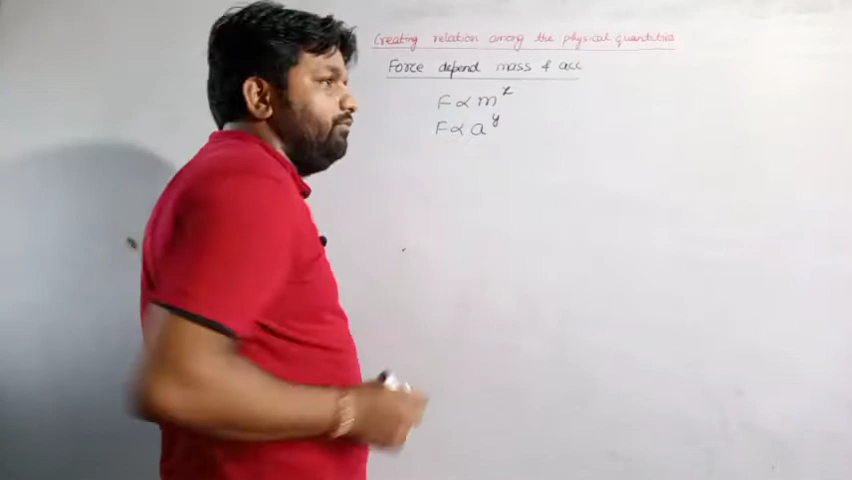 Creating relation among the physical quantities
Force depend mass & acc
F ∝ m^x
F ∝ a^y